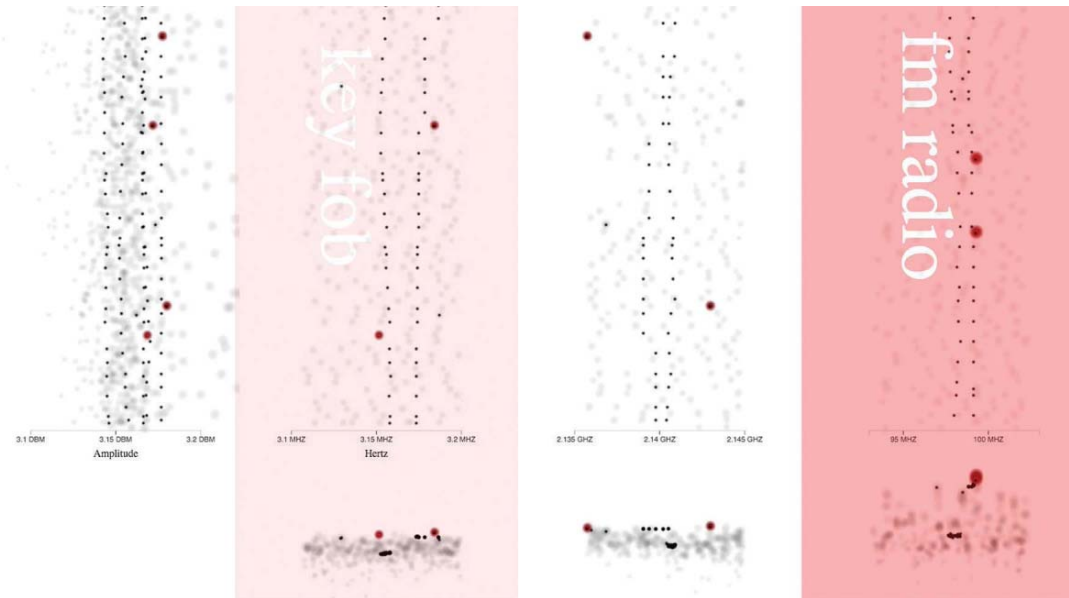 key fob
fm radio
3.1 DBM
3.15 DBM
3.2 DBM
Amplitude
3.1 MHZ
3.15 MHZ
3.2 MHZ
Hertz
2.135 GHZ
2.14 GHZ
2.145 GHZ
95 MHZ
100 MHZ